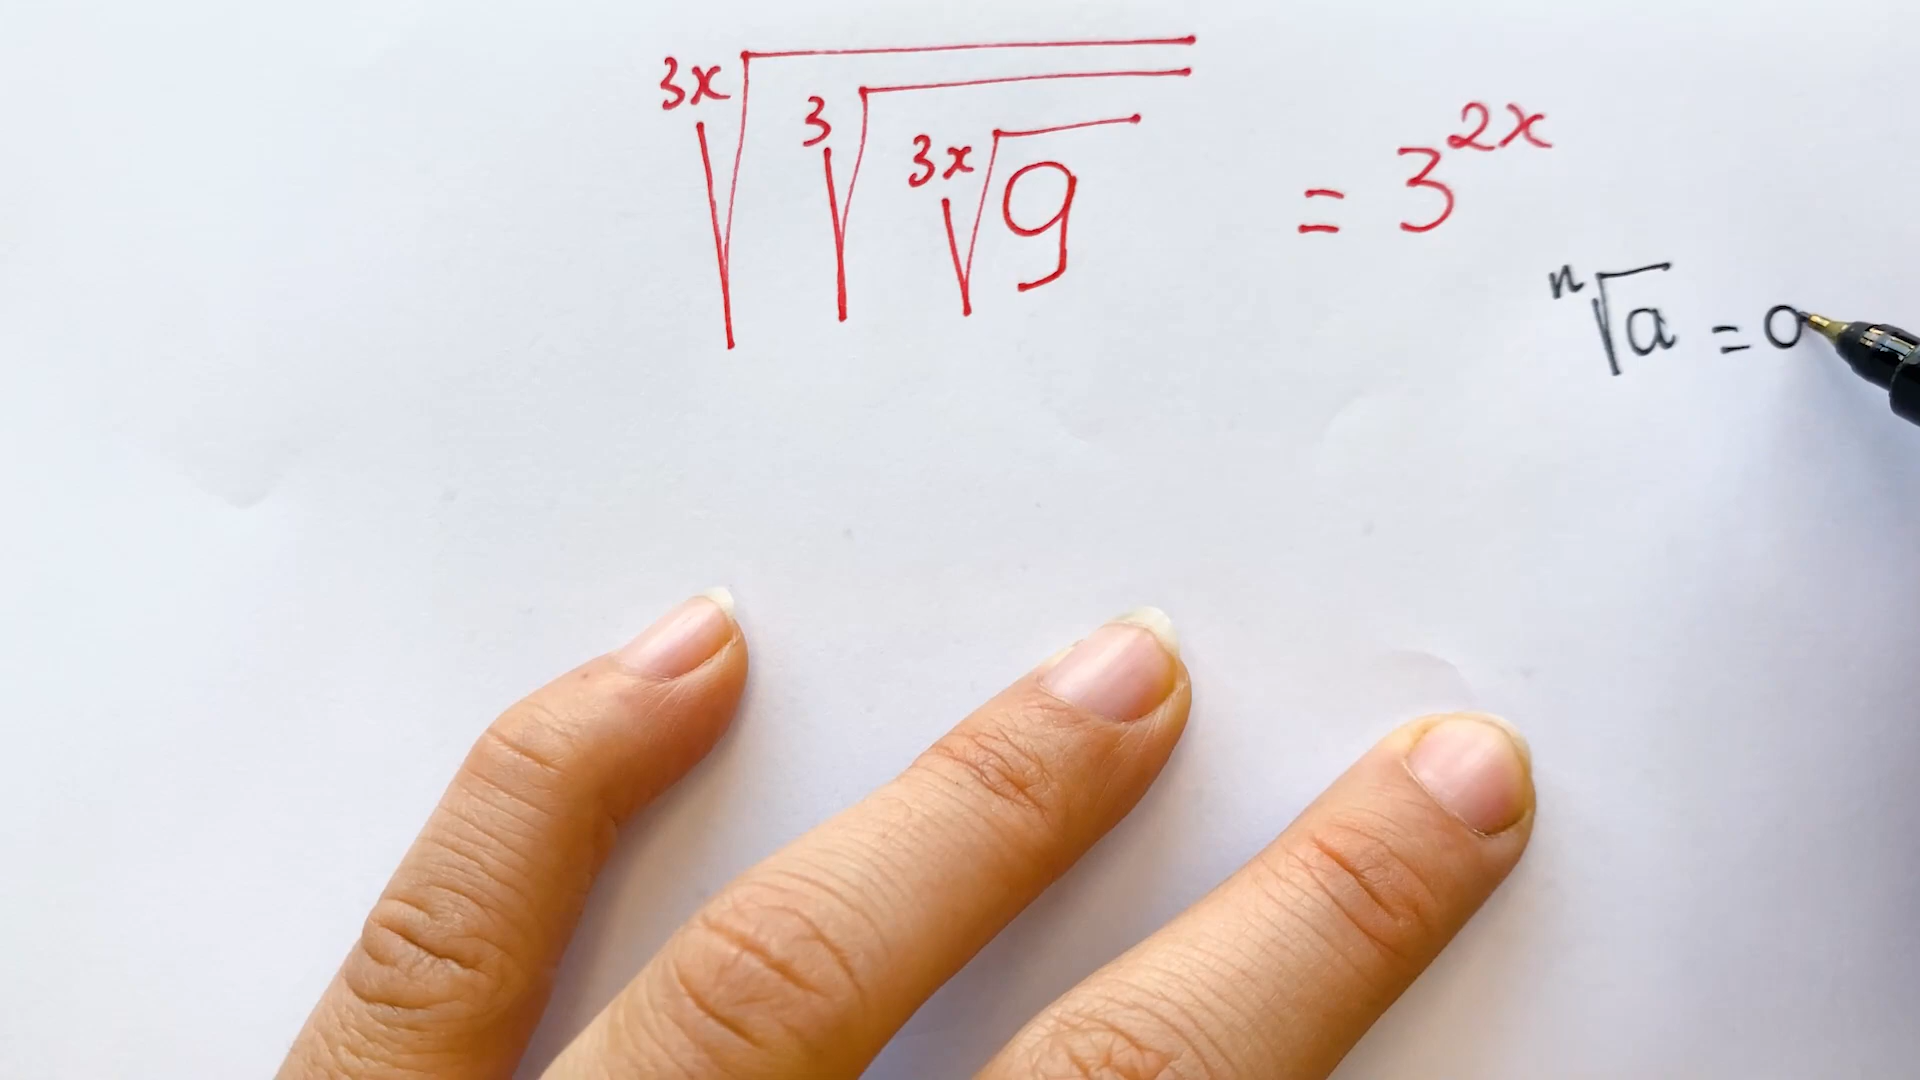 3x√ 3√ 3x√9 = 3^2x
n√a = a